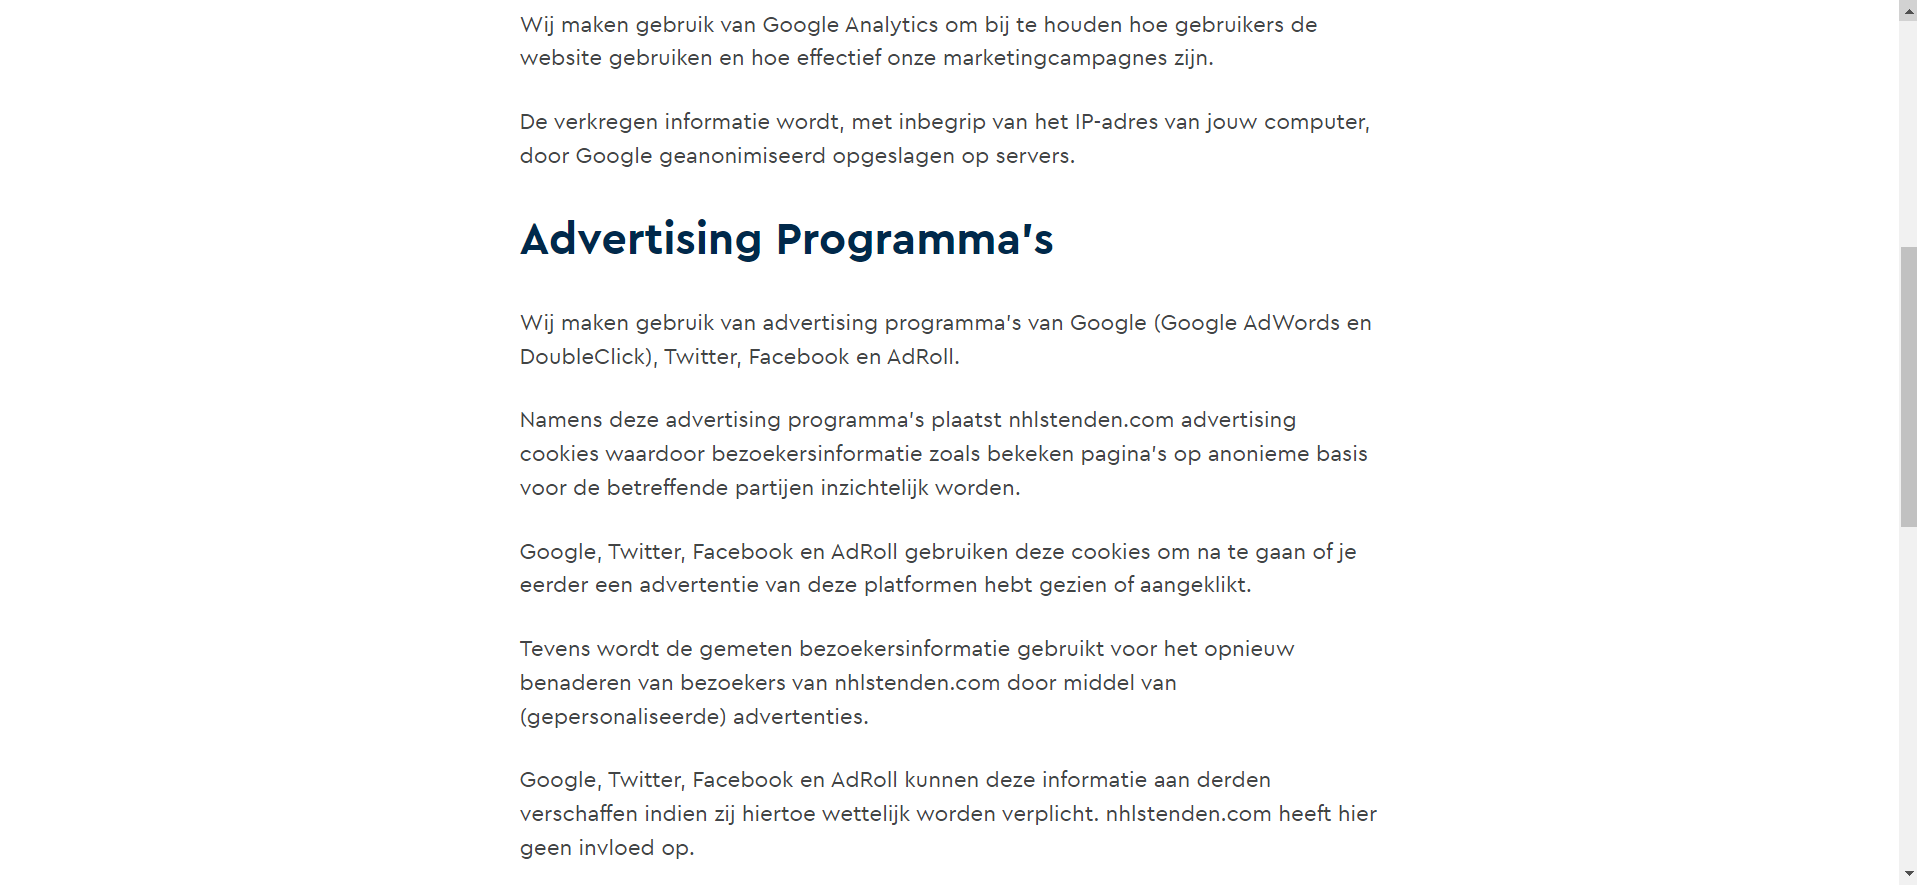 Wij maken gebruik van Google Analytics om bij te houden hoe gebruikers de
website gebruiken en hoe effectief onze marketingcampagnes zijn.
De verkregen informatie wordt, met inbegrip van het IP-adres van jouw computer,
door Google geanonimiseerd opgeslagen op servers.
Advertising Programma's
Wij maken gebruik van advertising programma's van Google (Google AdWords en
DoubleClick), Twitter, Facebook en AdRoll.
Namens deze advertising programma's plaatst nhlstenden.com advertising
cookies waardoor bezoekersinformatie zoals bekeken pagina's op anonieme basis
voor de betreffende partijen inzichtelijk worden.
Google, Twitter, Facebook en AdRoll gebruiken deze cookies om na te gaan of je
eerder een advertentie van deze platformen hebt gezien of aangeklikt.
Tevens wordt de gemeten bezoekersinformatie gebruikt voor het opnieuw
benaderen van bezoekers van nhlstenden.com door middel van
(gepersonaliseerde) advertenties.
Google, Twitter, Facebook en AdRoll kunnen deze informatie aan derden
verschaffen indien zij hiertoe wettelijk worden verplicht. nhlstenden.com heeft hier
geen invloed op.